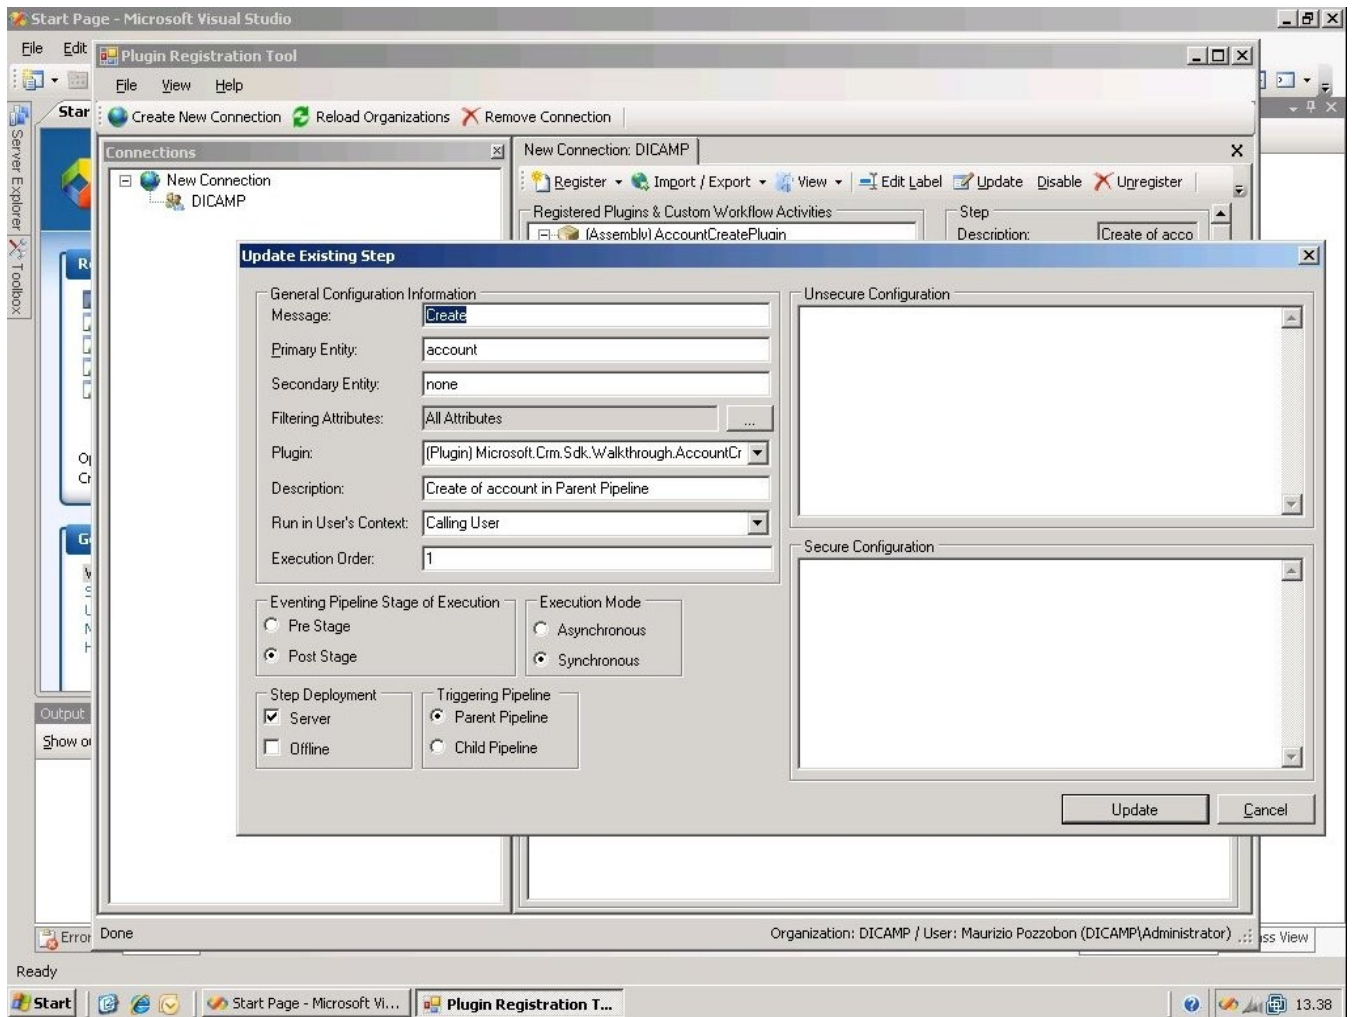 Start Page - Microsoft Visual Studio
File Edit
Plugin Registration Tool
File View Help
Star
Create New Connection Reload Organizations Remove Connection
Server Explorer
Toolbox
Connections
New Connection
DICAMP
New Connection: DICAMP
Register Import / Export View Edit Label Update Disable Unregister
Registered Plugins & Custom Workflow Activities
(Assembly) AccountCreatePlugin
Step
Description: Create of acco
Update Existing Step
General Configuration Information
Message: Create
Primary Entity: account
Secondary Entity: none
Filtering Attributes: All Attributes ...
Plugin: (Plugin) Microsoft.Crm.Sdk.Walkthrough.AccountCr
Description: Create of account in Parent Pipeline
Run in User's Context: Calling User
Execution Order: 1
Eventing Pipeline Stage of Execution
Pre Stage
Post Stage
Execution Mode
Asynchronous
Synchronous
Step Deployment
Server
Offline
Triggering Pipeline
Parent Pipeline
Child Pipeline
Unsecure Configuration
Secure Configuration
Update Cancel
Output
Show ou
Error
Done
Organization: DICAMP / User: Maurizio Pozzobon (DICAMP\Administrator)
ass View
Ready
Start Start Page - Microsoft Vi... Plugin Registration T... 13.38